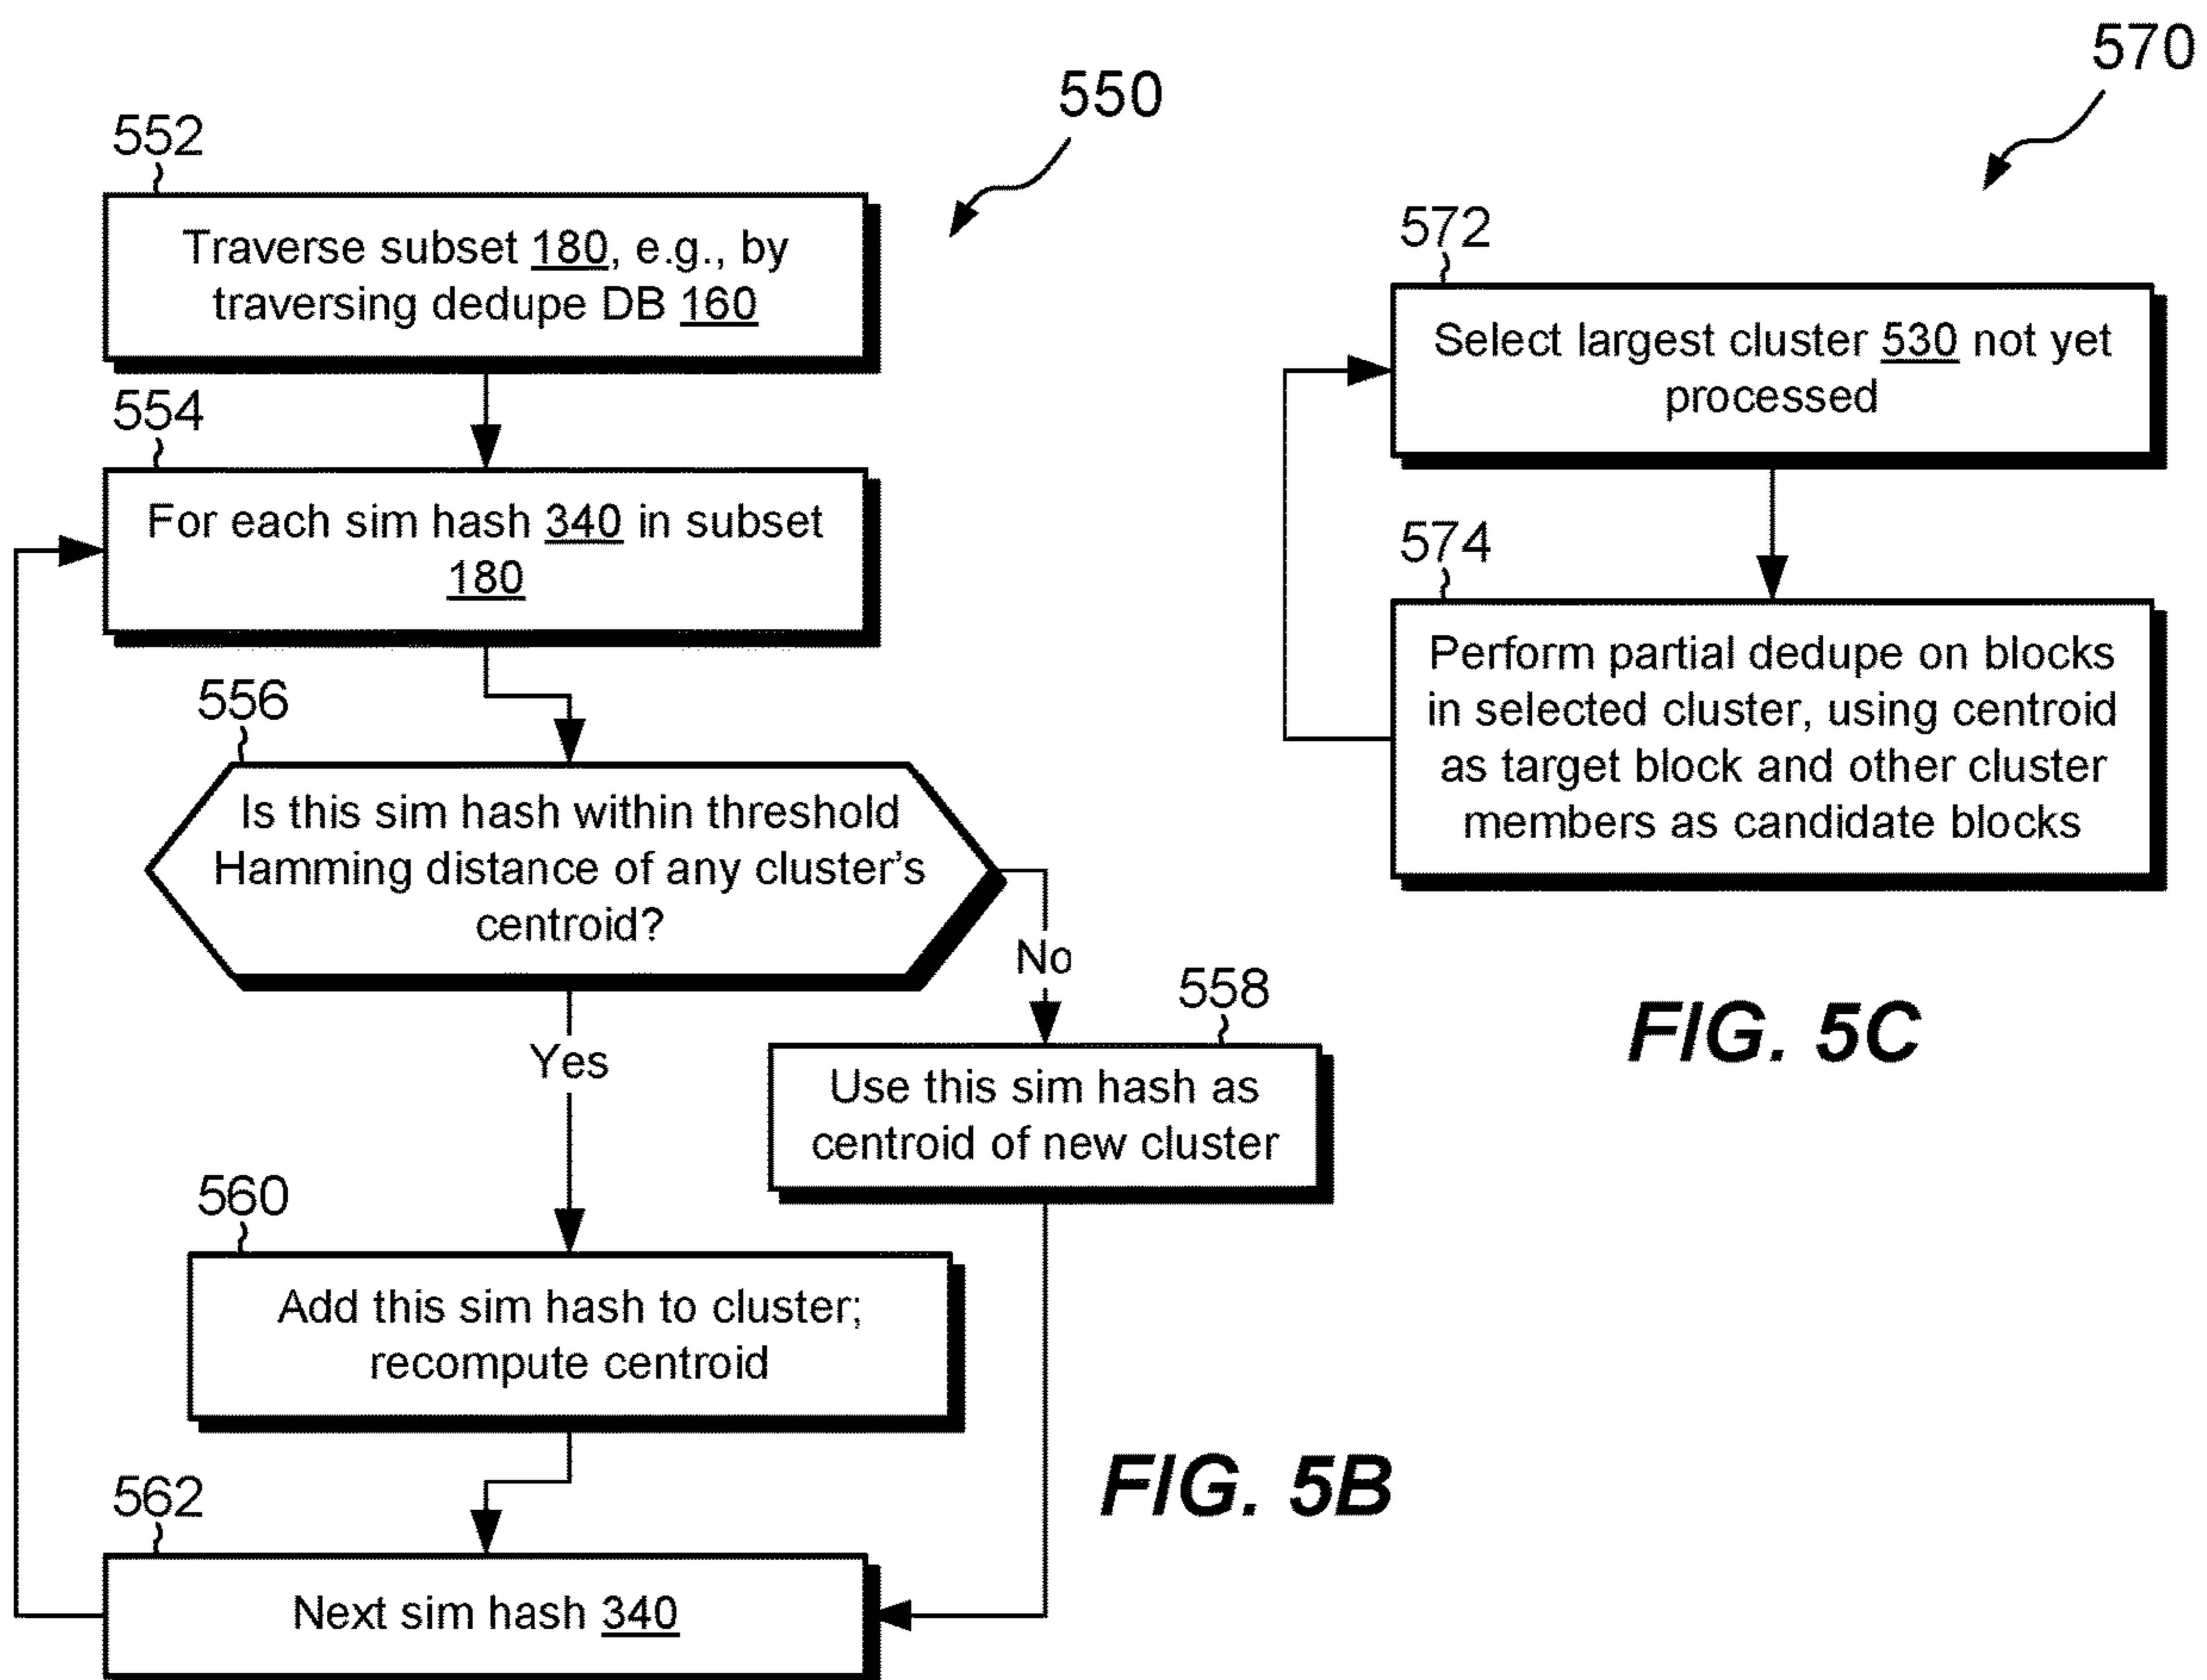 550
552
Traverse subset 180, e.g., by
traversing dedupe DB 160
554
For each sim hash 340 in subset
180
556
Is this sim hash within threshold
Hamming distance of any cluster's
centroid?
No
Yes
558
Use this sim hash as
centroid of new cluster
560
Add this sim hash to cluster;
recompute centroid
562
Next sim hash 340
FIG. 5B
570
572
Select largest cluster 530 not yet
processed
574
Perform partial dedupe on blocks
in selected cluster, using centroid
as target block and other cluster
members as candidate blocks
FIG. 5C